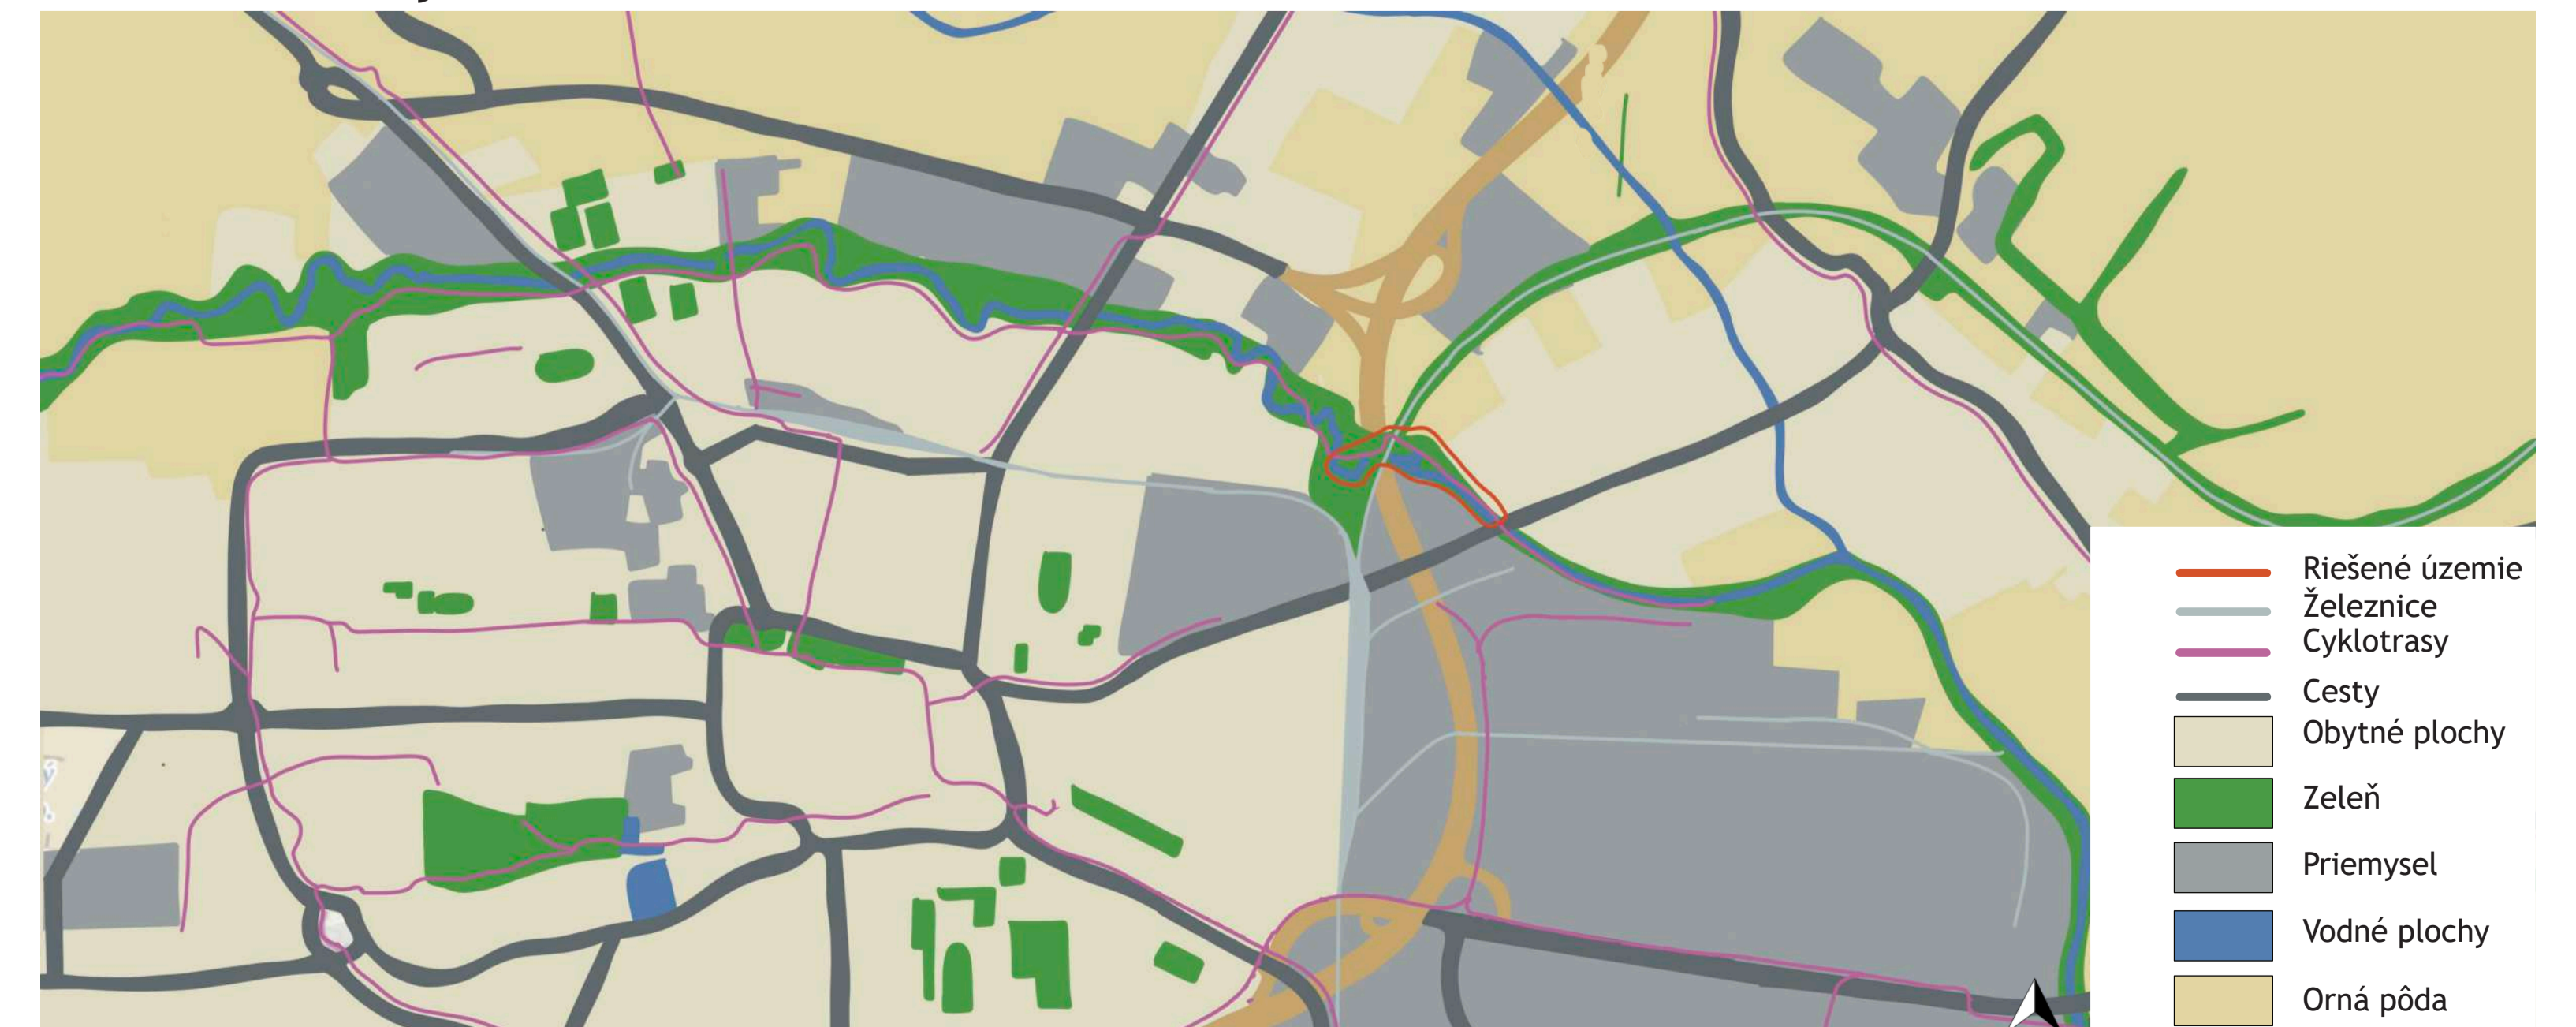 Riešené územie
Železnice
Cyklotrasy
Cesty
Obytné plochy
Zeleň
Priemysel
Vodné plochy
Orná pôda